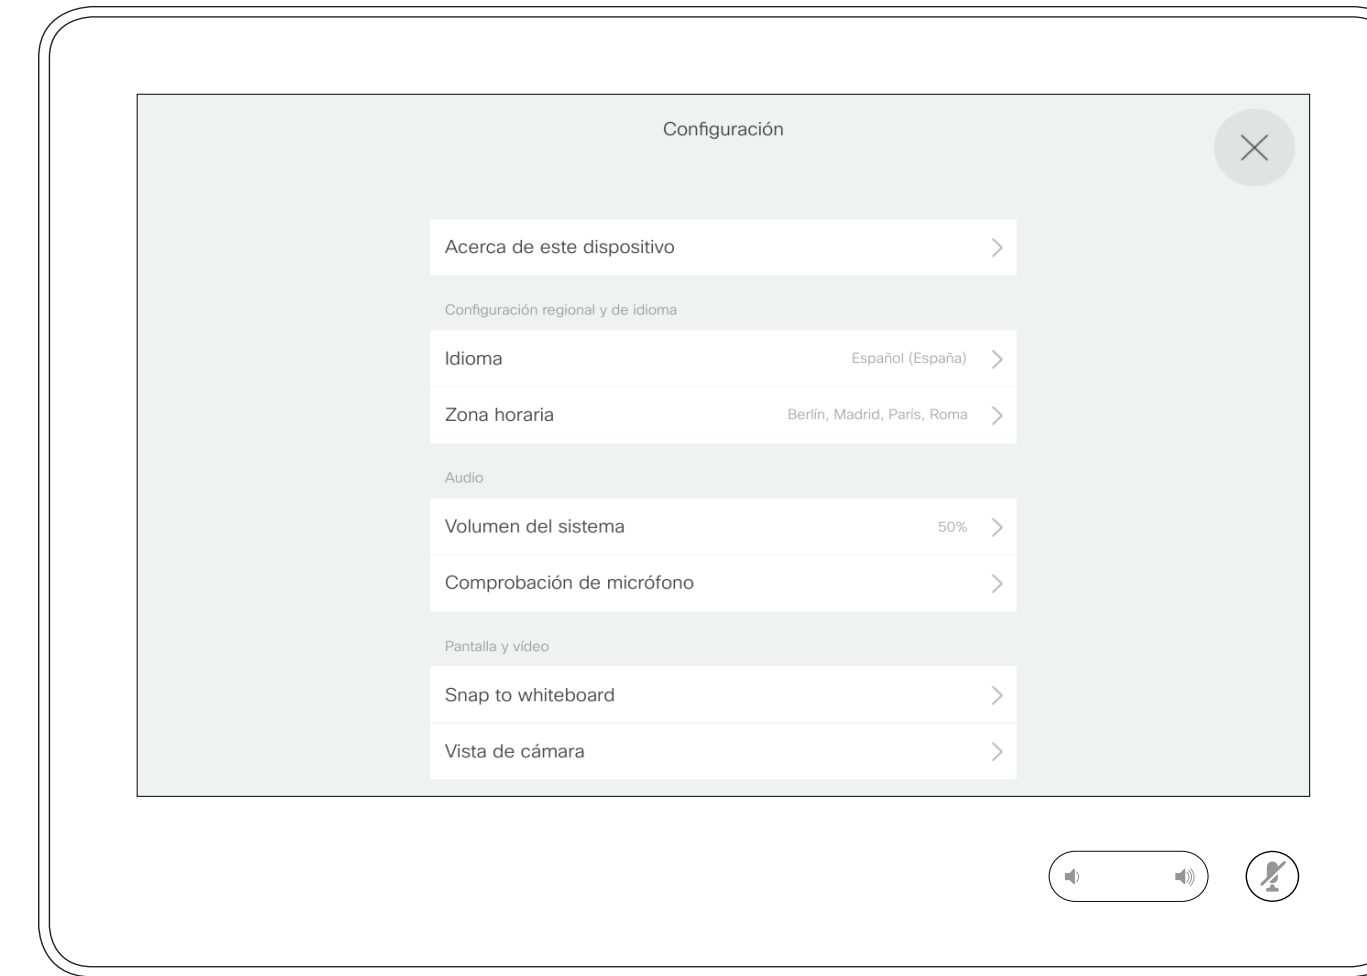 Configuración
Acerca de este dispositivo
Configuración regional y de idioma
Idioma Español (España)
Zona horaria Berlín, Madrid, París, Roma
Audio
Volumen del sistema 50%
Comprobación de micrófono
Pantalla y vídeo
Snap to whiteboard
Vista de cámara